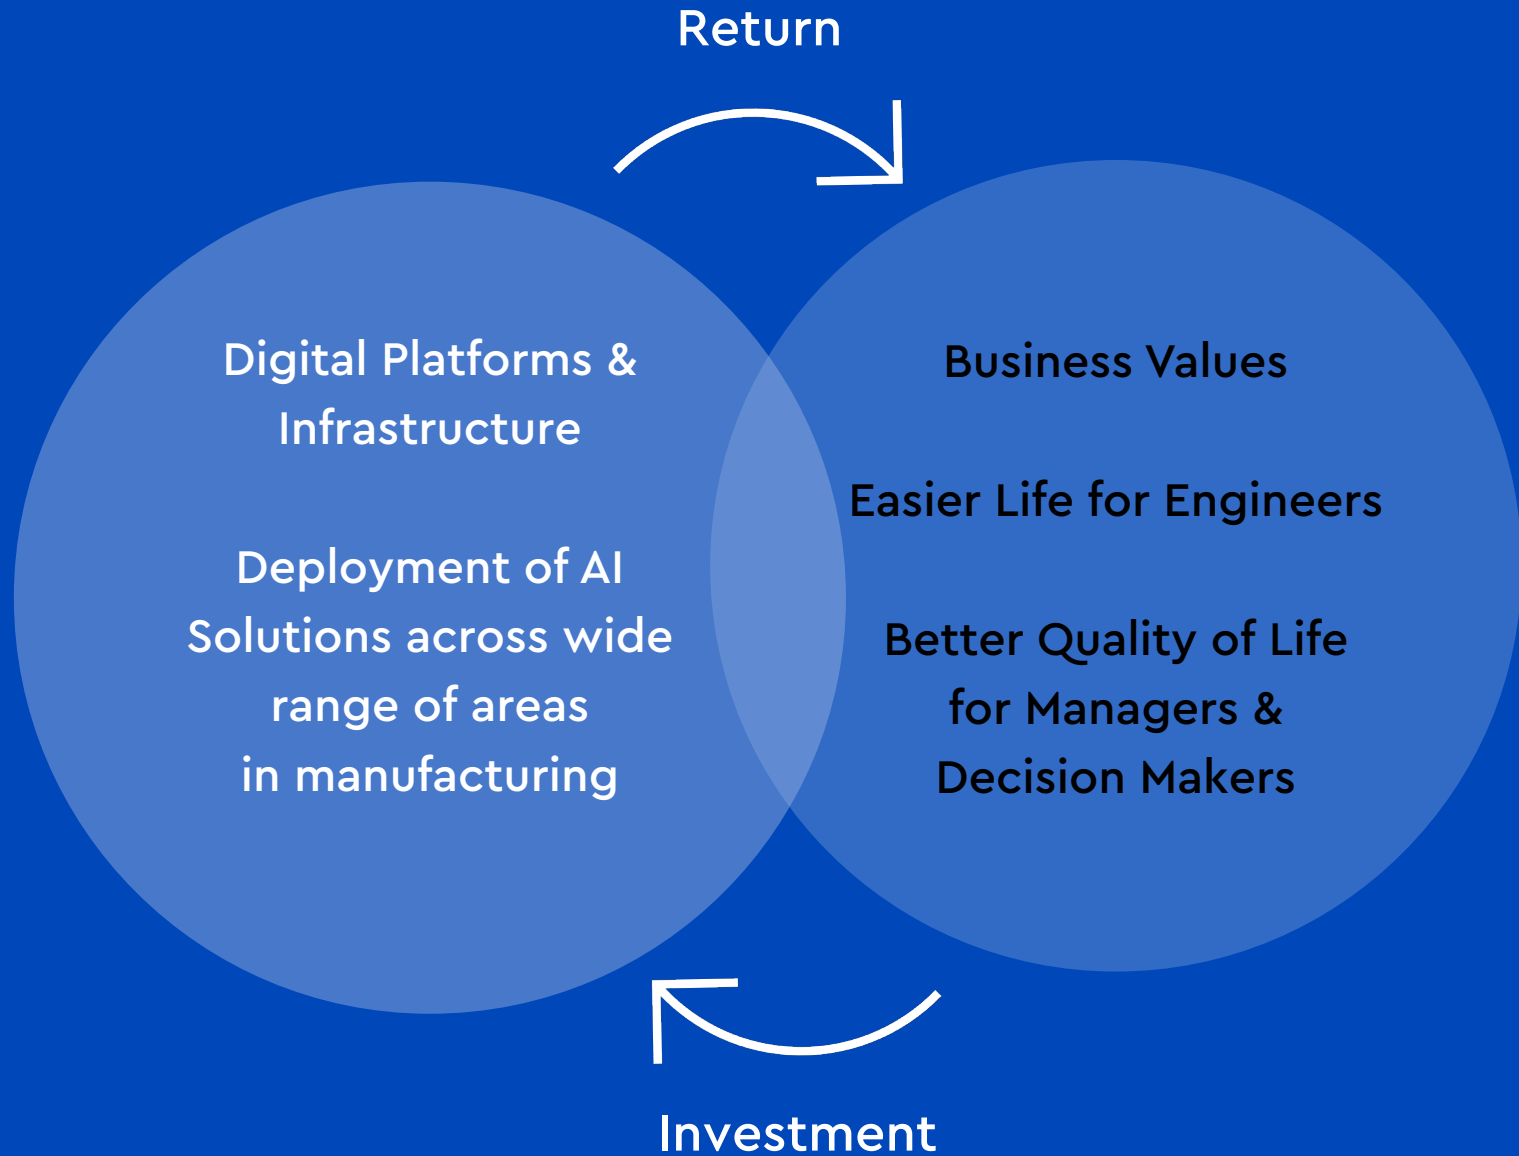 Return
Digital Platforms &
Infrastructure
Deployment of AI
Solutions across wide
range of areas
in manufacturing
Business Values
Easier Life for Engineers
Better Quality of Life
for Managers &
Decision Makers
Investment